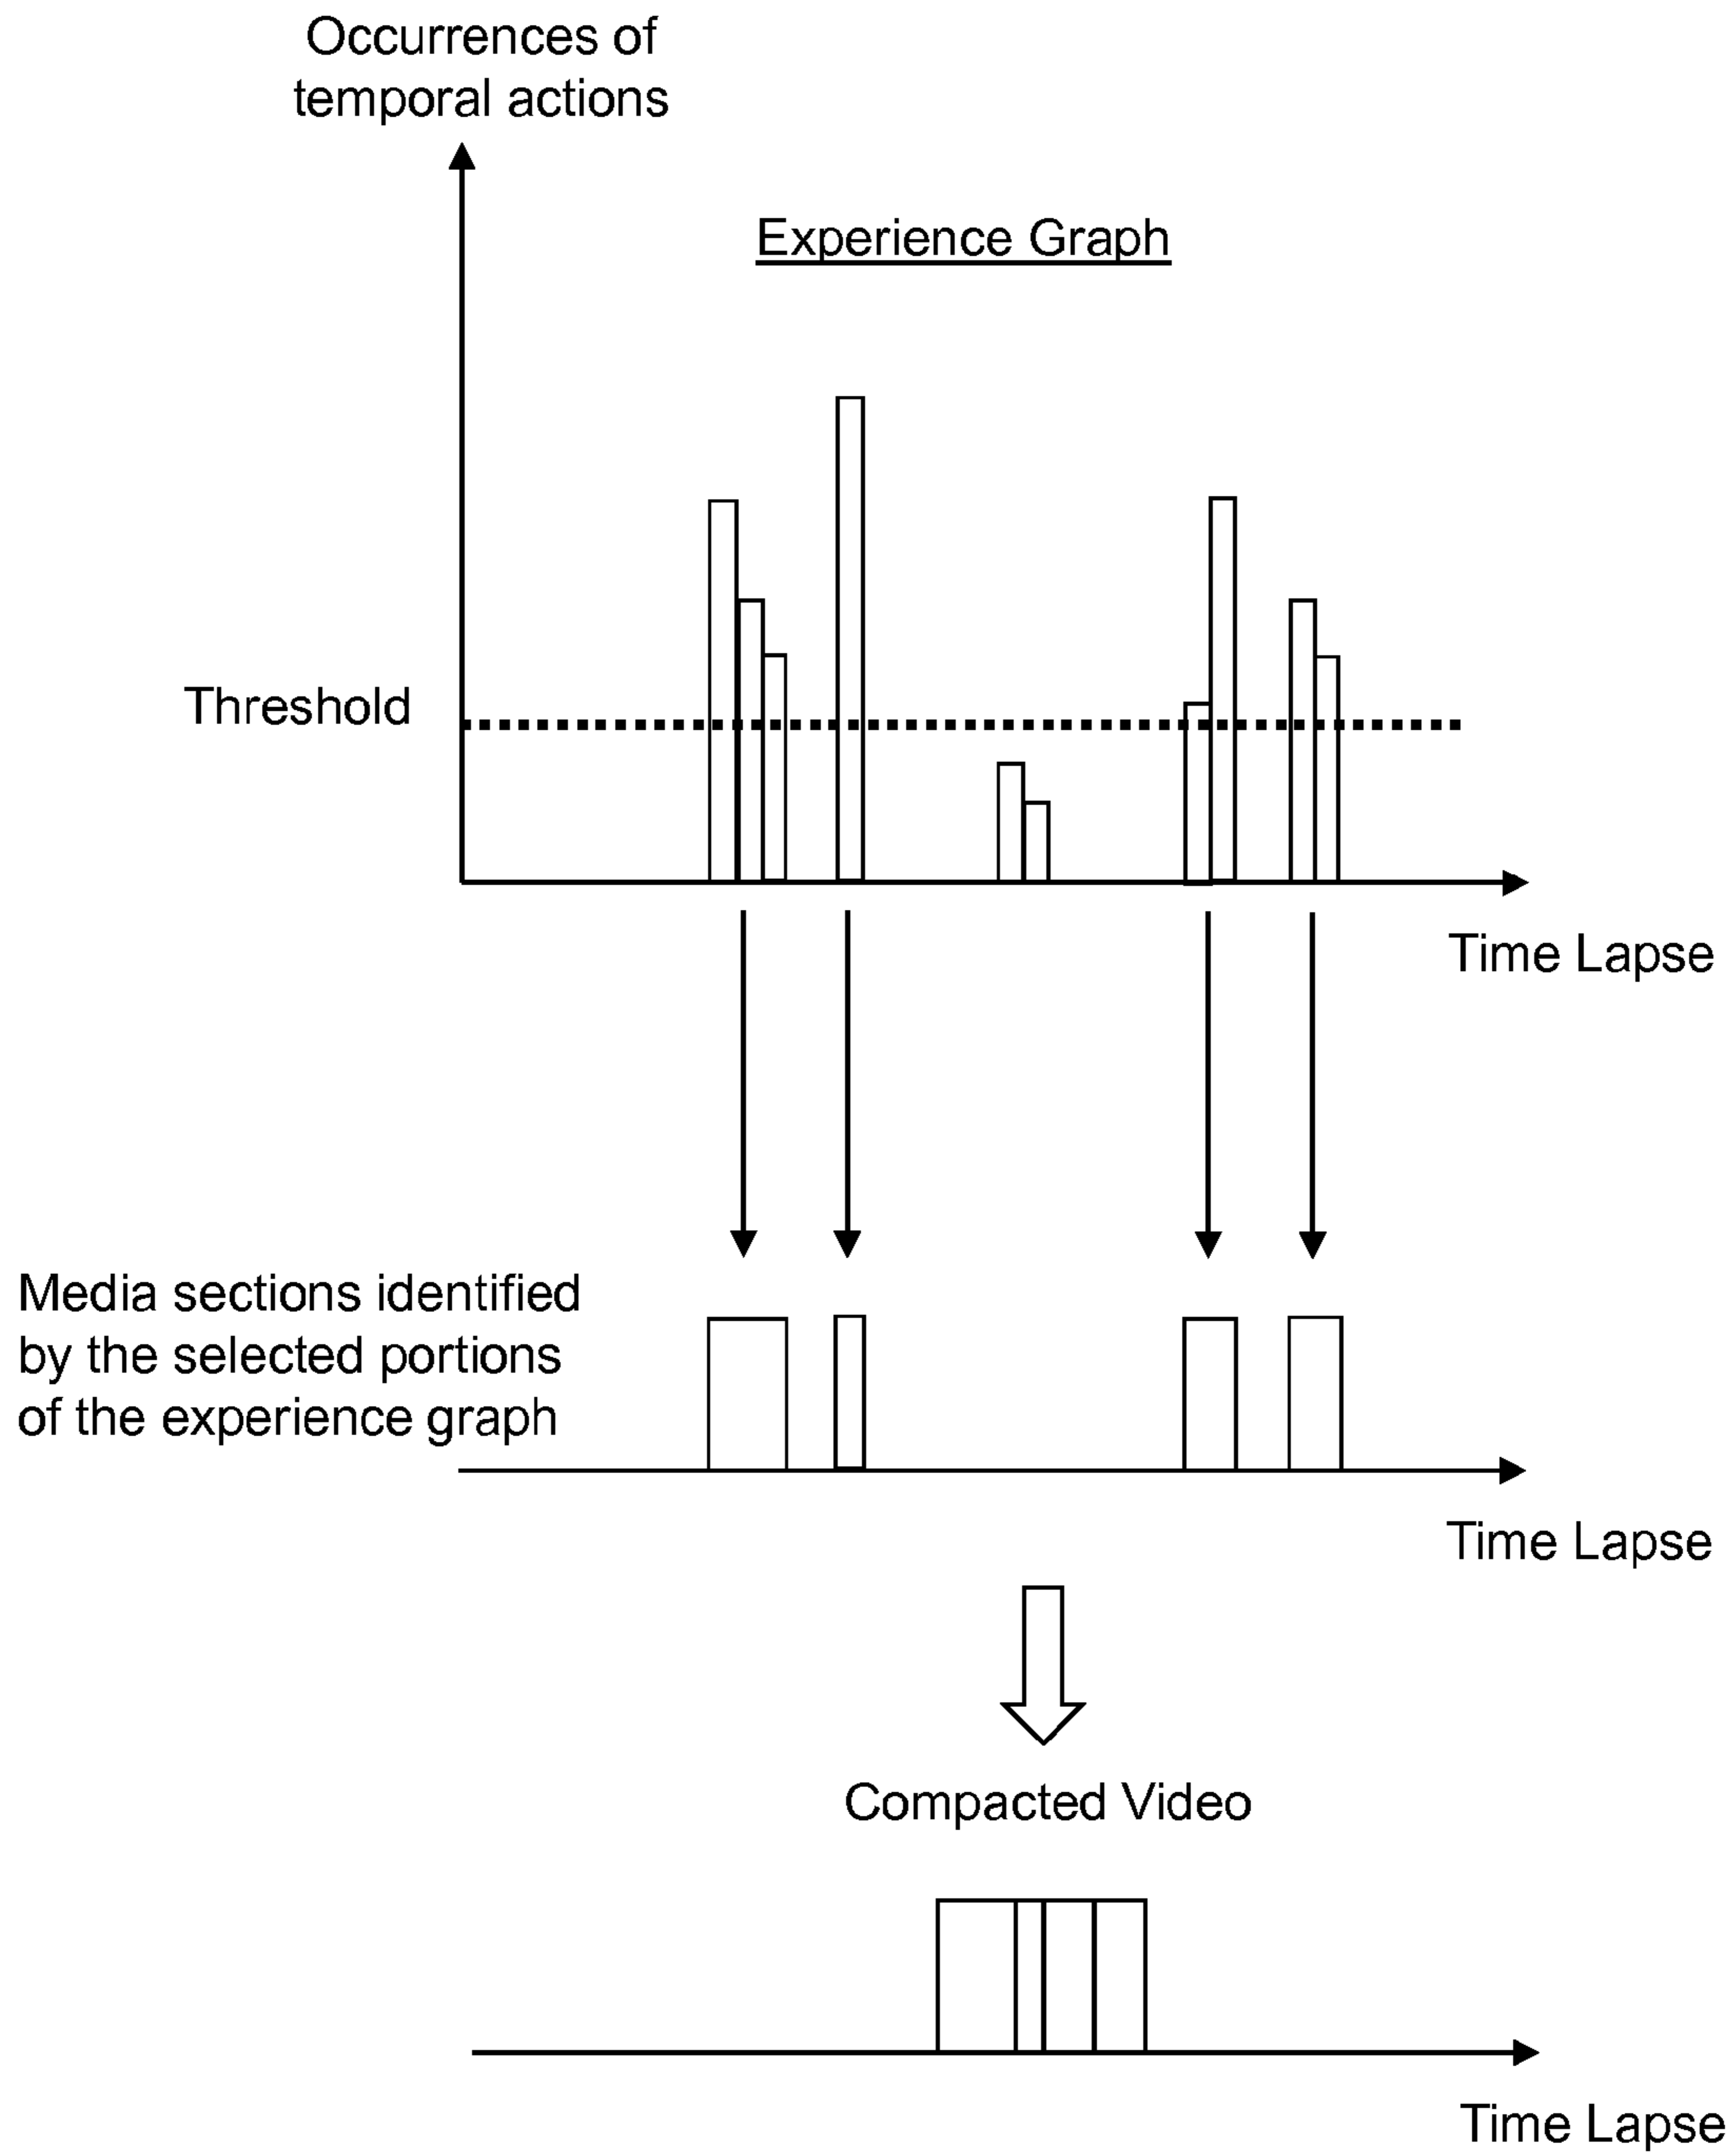 Occurrences of
temporal actions
Experience Graph
Threshold
Time Lapse
Media sections identified
by the selected portions
of the experience graph
Time Lapse
Compacted Video
Time Lapse